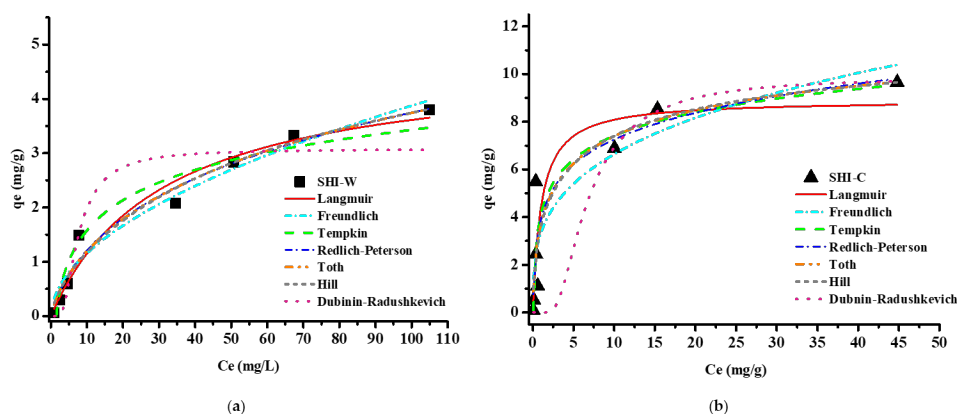 qe (mg/g)
5
4
3
2
1
0
SHI-W
Langmuir
Freundlich
Tempkin
Redlich-Peterson
Toth
Hill
Dubnin-Radushkevich
0 10 20 30 40 50 60 70 80 90 100 110
Ce (mg/L)
(a)
qe (mg/g)
12
10
8
6
4
2
0
SHI-C
Langmuir
Freundlich
Tempkin
Redlich-Peterson
Toth
Hill
Dubnin-Radushkevich
0 5 10 15 20 25 30 35 40 45 50
Ce (mg/g)
(b)